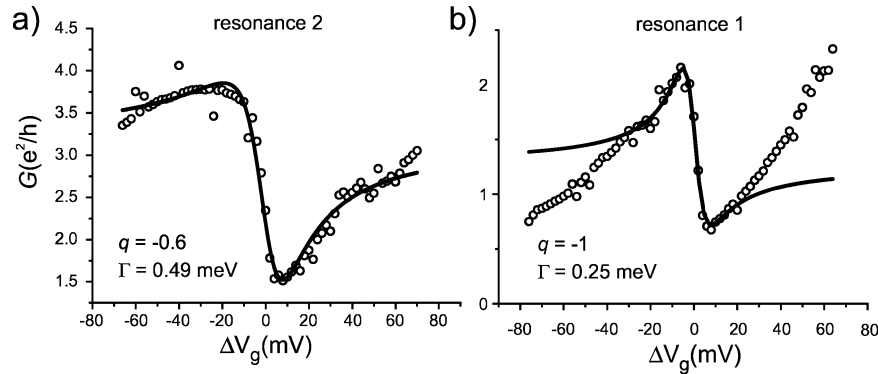 a)
resonance 2
4.5
4.0
3.5
3.0
2.5
2.0
1.5
G(e²/h)
q = -0.6
Γ = 0.49 meV
-80 -60 -40 -20 0 20 40 60 80
ΔVg(mV)
b)
resonance 1
2
1
0
q = -1
Γ = 0.25 meV
-80 -60 -40 -20 0 20 40 60 80
ΔVg(mV)